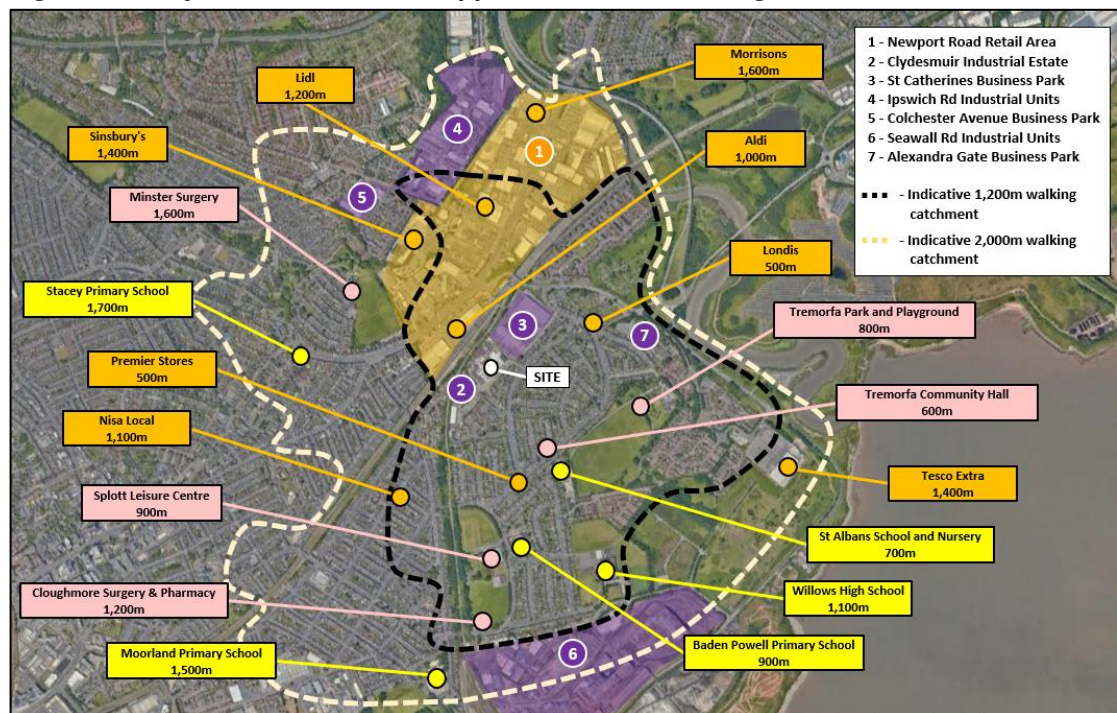 Morrisons
1,600m
Lidl
1,200m
Sinsbury's
1,400m
Aldi
1,000m
Minster Surgery
1,600m
Londis
500m
Stacey Primary School
1,700m
Tremorfa Park and Playground
800m
Premier Stores
500m
SITE
Tremorfa Community Hall
600m
Nisa Local
1,100m
Tesco Extra
1,400m
Splott Leisure Centre
900m
St Albans School and Nursery
700m
Cloughmore Surgery & Pharmacy
1,200m
Willows High School
1,100m
Moorland Primary School
1,500m
Baden Powell Primary School
900m
1
2
3
4
5
6
7
1 - Newport Road Retail Area
2 - Clydesmuir Industrial Estate
3 - St Catherines Business Park
4 - Ipswich Rd Industrial Units
5 - Colchester Avenue Business Park
6 - Seawall Rd Industrial Units
7 - Alexandra Gate Business Park
- Indicative 1,200m walking
catchment
- Indicative 2,000m walking
catchment